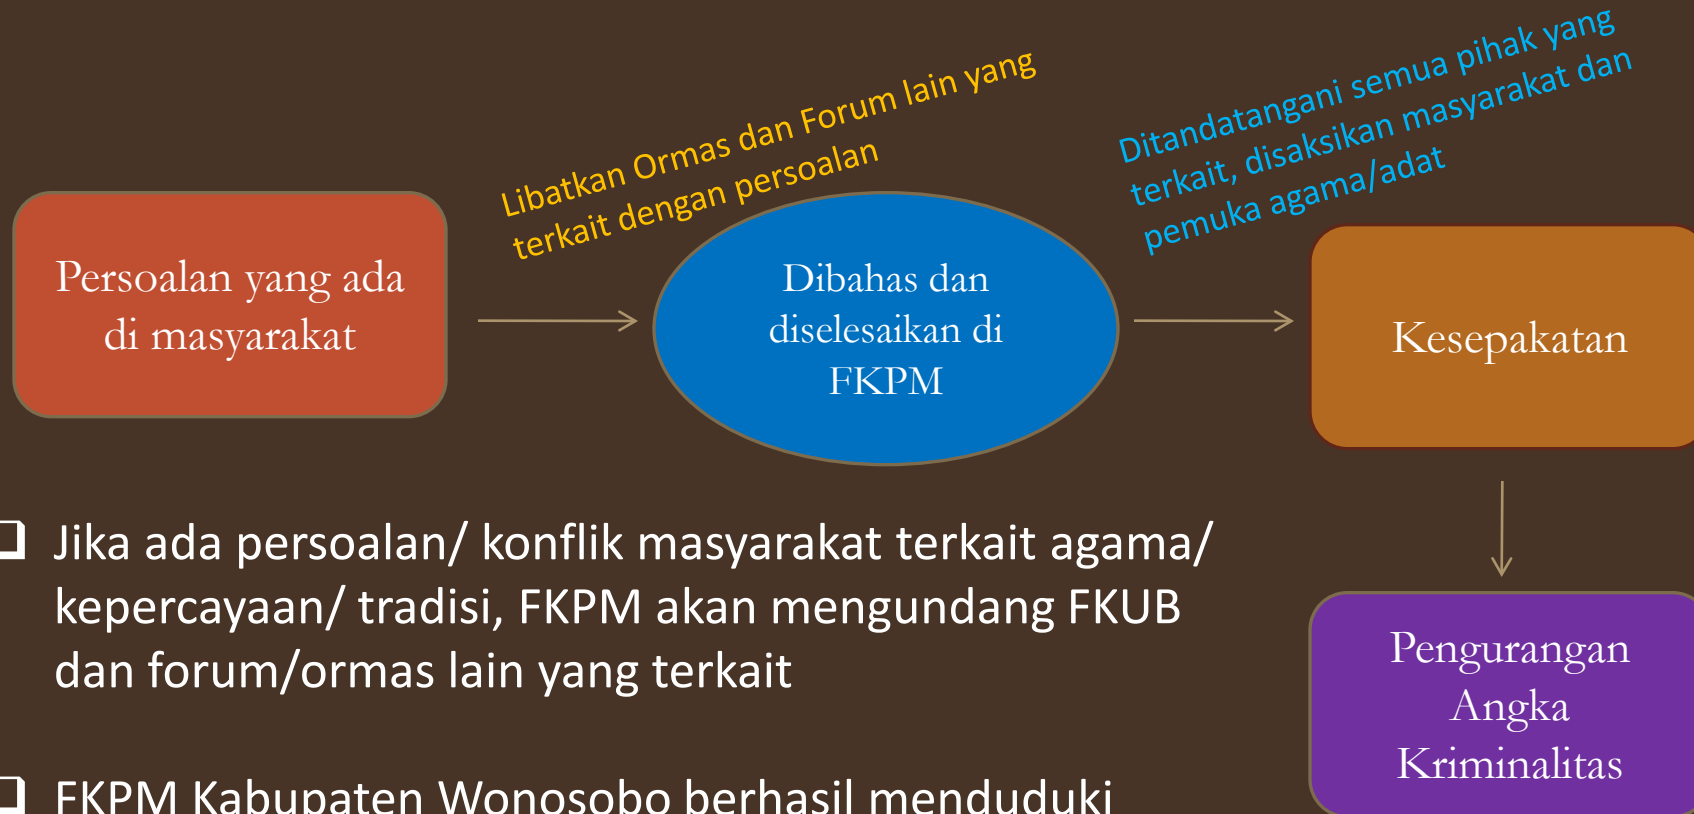 Libatkan Ormas dan Forum lain yang
terkait dengan persoalan
Ditandatangani semua pihak yang
terkait, disaksikan masyarakat dan
pemuka agama/adat
Persoalan yang ada
di masyarakat
Dibahas dan
diselesaikan di
FKPM
Kesepakatan
Jika ada persoalan/ konflik masyarakat terkait agama/
kepercayaan/ tradisi, FKPM akan mengundang FKUB
dan forum/ormas lain yang terkait
Pengurangan
Angka
Kriminalitas
FKPM Kabupaten Wonosobo berhasil menduduki